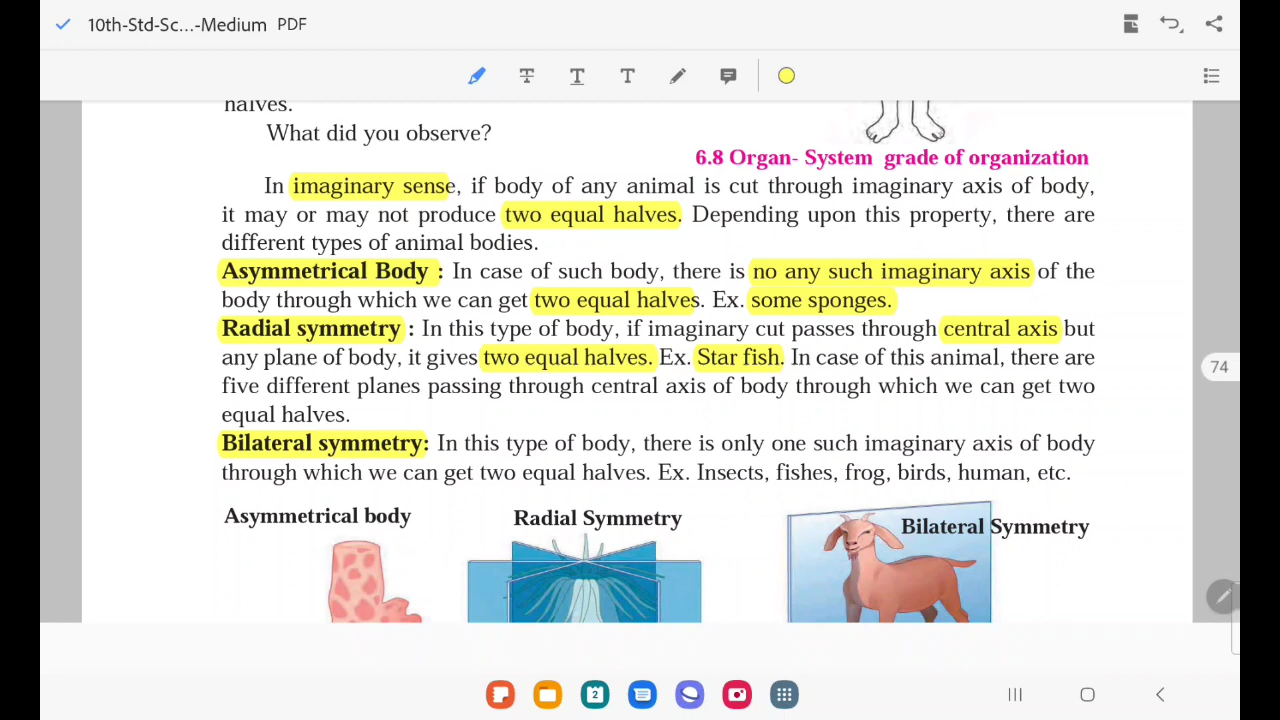 10th-Std-Sc...-Medium PDF
halves.
What did you observe?
6.8 Organ- System grade of organization
In imaginary sense, if body of any animal is cut through imaginary axis of body,
it may or may not produce two equal halves. Depending upon this property, there are
different types of animal bodies.
Asymmetrical Body : In case of such body, there is no any such imaginary axis of the
body through which we can get two equal halves. Ex. some sponges.
Radial symmetry : In this type of body, if imaginary cut passes through central axis but
any plane of body, it gives two equal halves. Ex. Star fish. In case of this animal, there are
five different planes passing through central axis of body through which we can get two
equal halves.
Bilateral symmetry: In this type of body, there is only one such imaginary axis of body
through which we can get two equal halves. Ex. Insects, fishes, frog, birds, human, etc.
Asymmetrical body
Radial Symmetry
Bilateral Symmetry
74
2